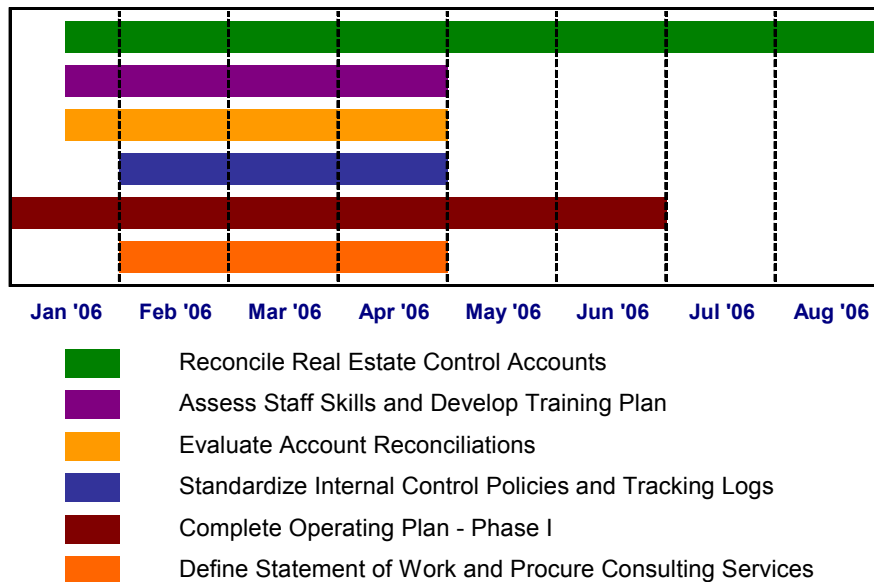 Jan '06 Feb '06 Mar '06 Apr '06 May '06 Jun '06 Jul '06 Aug '06
Reconcile Real Estate Control Accounts
Assess Staff Skills and Develop Training Plan
Evaluate Account Reconciliations
Standardize Internal Control Policies and Tracking Logs
Complete Operating Plan - Phase I
Define Statement of Work and Procure Consulting Services